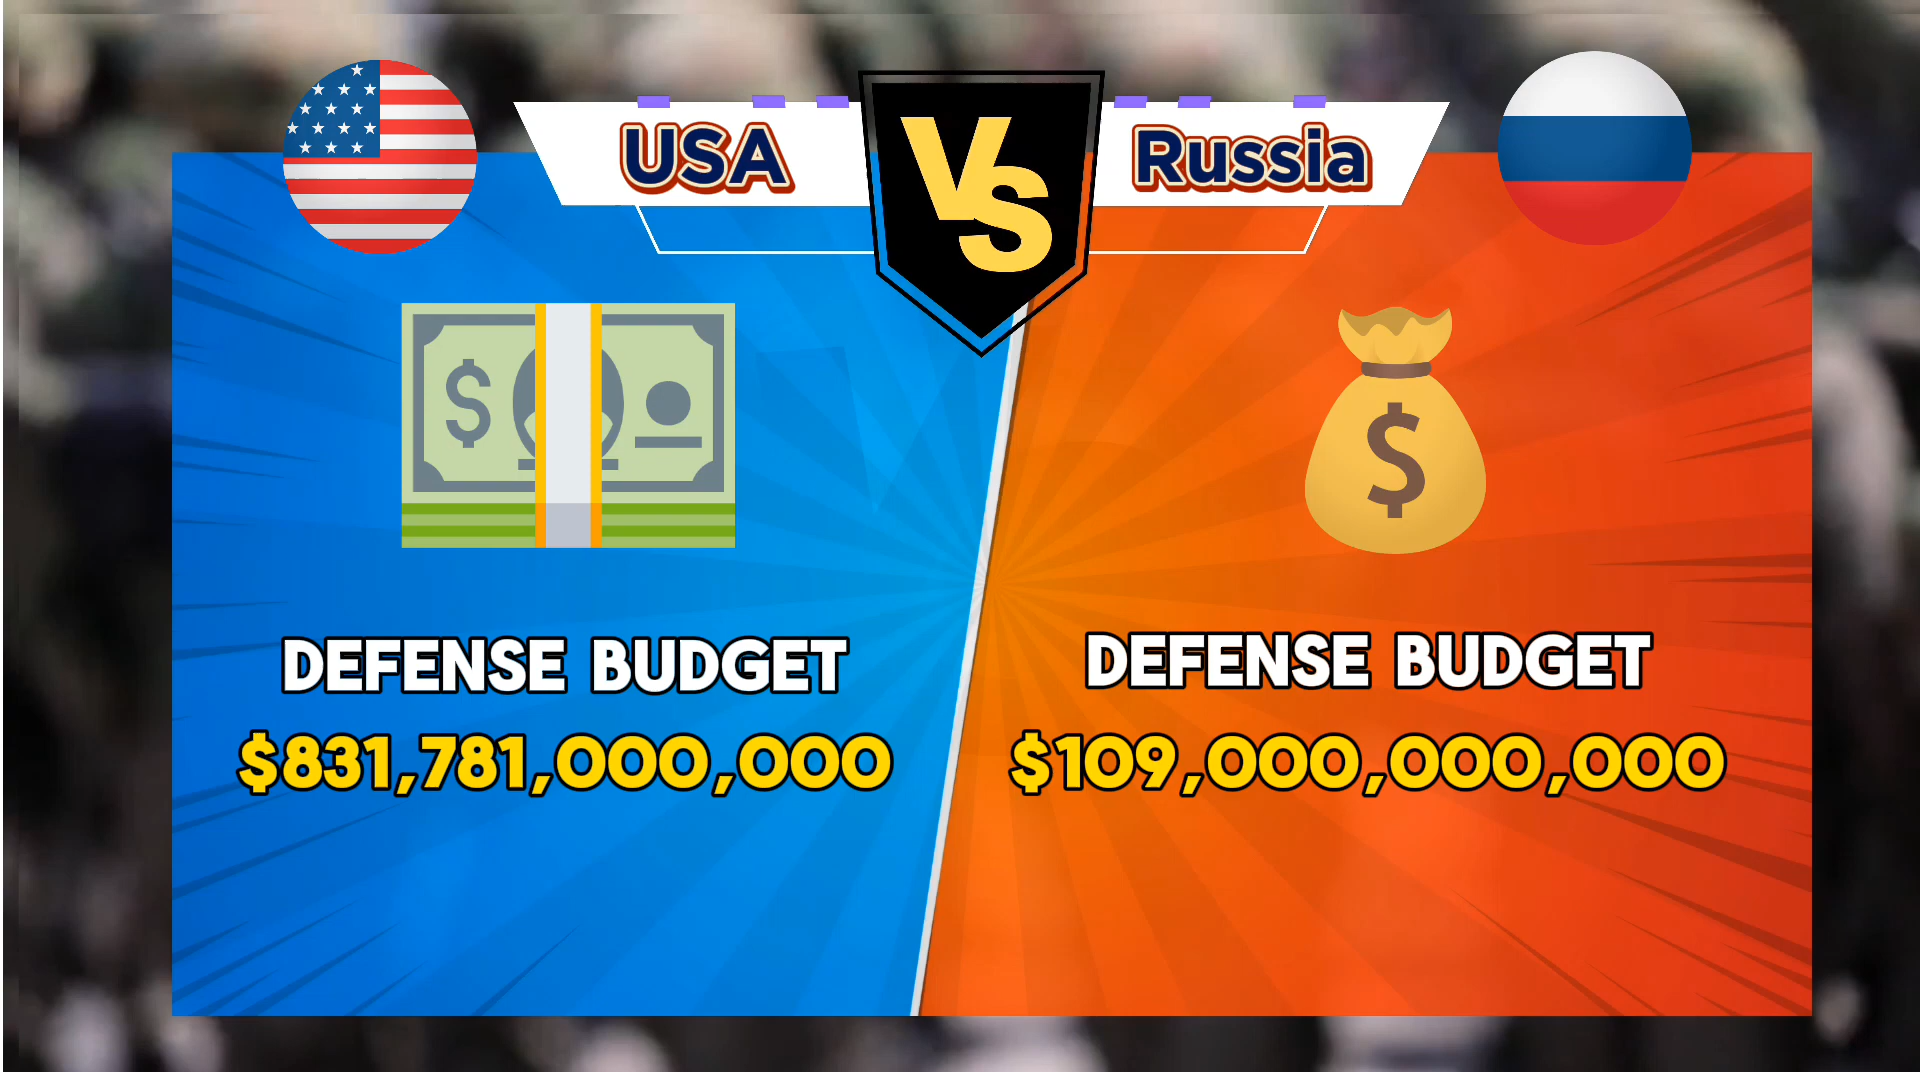 USA
VS
Russia
DEFENSE BUDGET
$831,781,000,000
DEFENSE BUDGET
$109,000,000,000